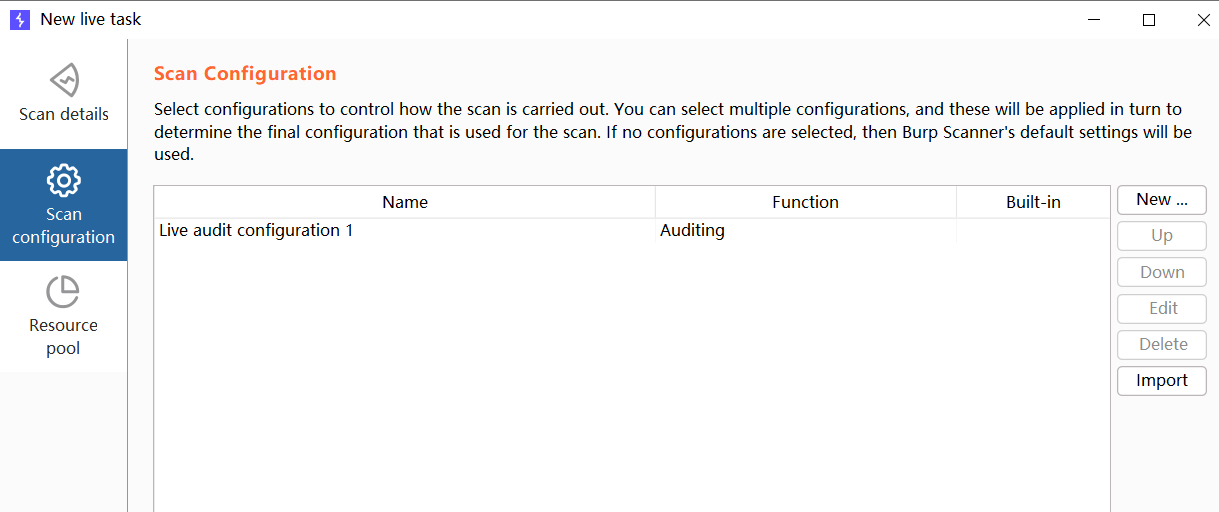 New live task
Scan details
Scan
configuration
Resource
pool
Scan Configuration
Select configurations to control how the scan is carried out. You can select multiple configurations, and these will be applied in turn to
determine the final configuration that is used for the scan. If no configurations are selected, then Burp Scanner's default settings will be
used.
Name Function Built-in
Live audit configuration 1 Auditing
New ...
Up
Down
Edit
Delete
Import